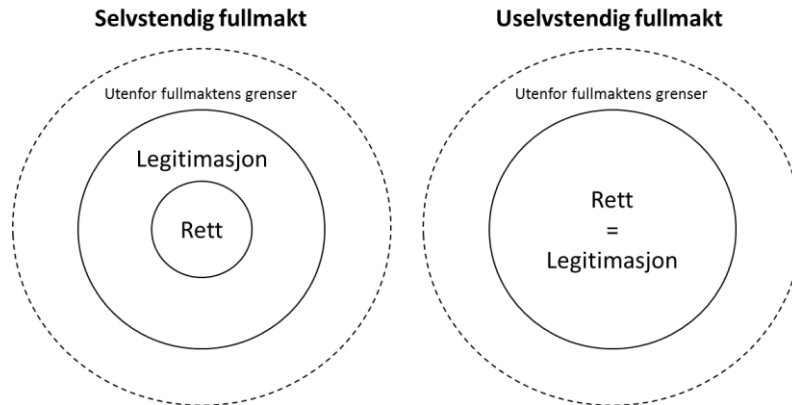 Selvstendig fullmakt
Utenfor fullmaktens grenser
Legitimasjon
Rett
Uselvstendig fullmakt
Utenfor fullmaktens grenser
Rett
=
Legitimasjon